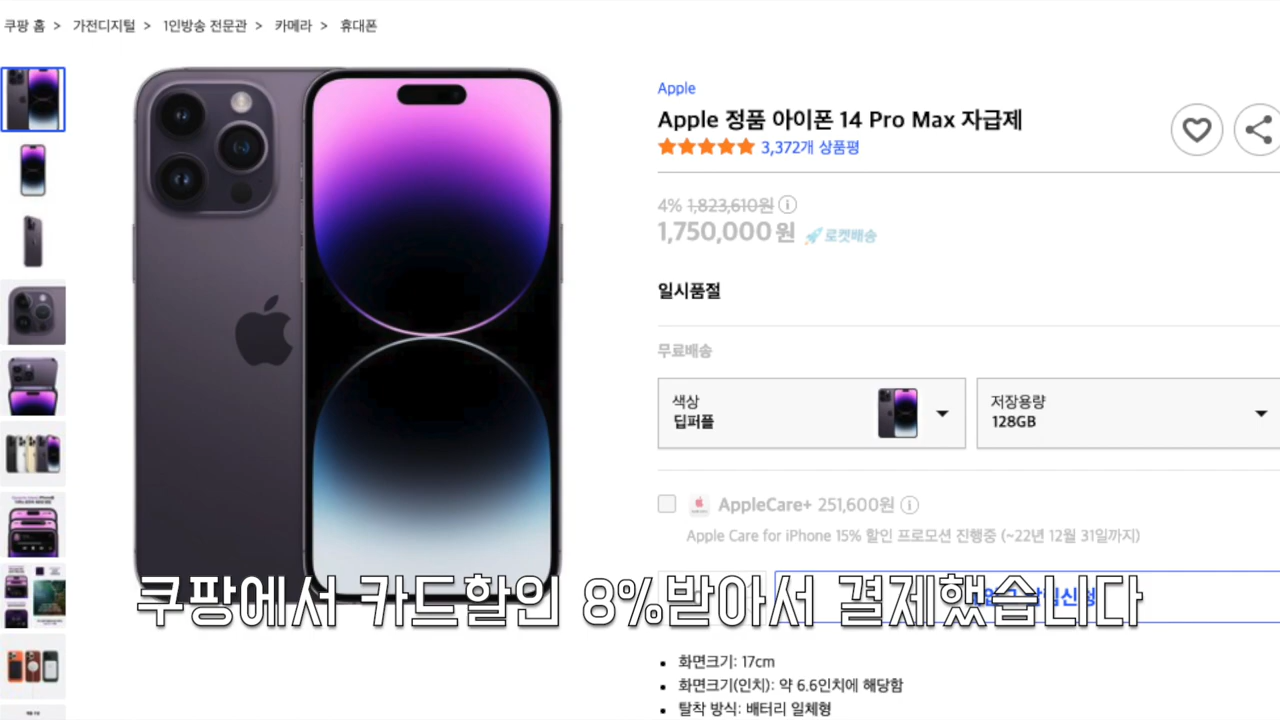 쿠팡 홈 > 가전디지털 > 1인방송 전문관 > 카메라 > 휴대폰
Apple
Apple 정품 아이폰 14 Pro Max 자급제
3,372개 상품평
4% 1,823,610원
1,750,000원 로켓배송
일시품절
무료배송
색상
딥퍼플
저장용량
128GB
AppleCare+ 251,600원
Apple Care for iPhone 15% 할인 프로모션 진행중 (~22년 12월 31일까지)
쿠팡에서 카드할인 8%받아서 결제했습니다
• 화면크기: 17cm
• 화면크기(인치): 약 6.6인치에 해당함
• 탈착 방식: 배터리 일체형